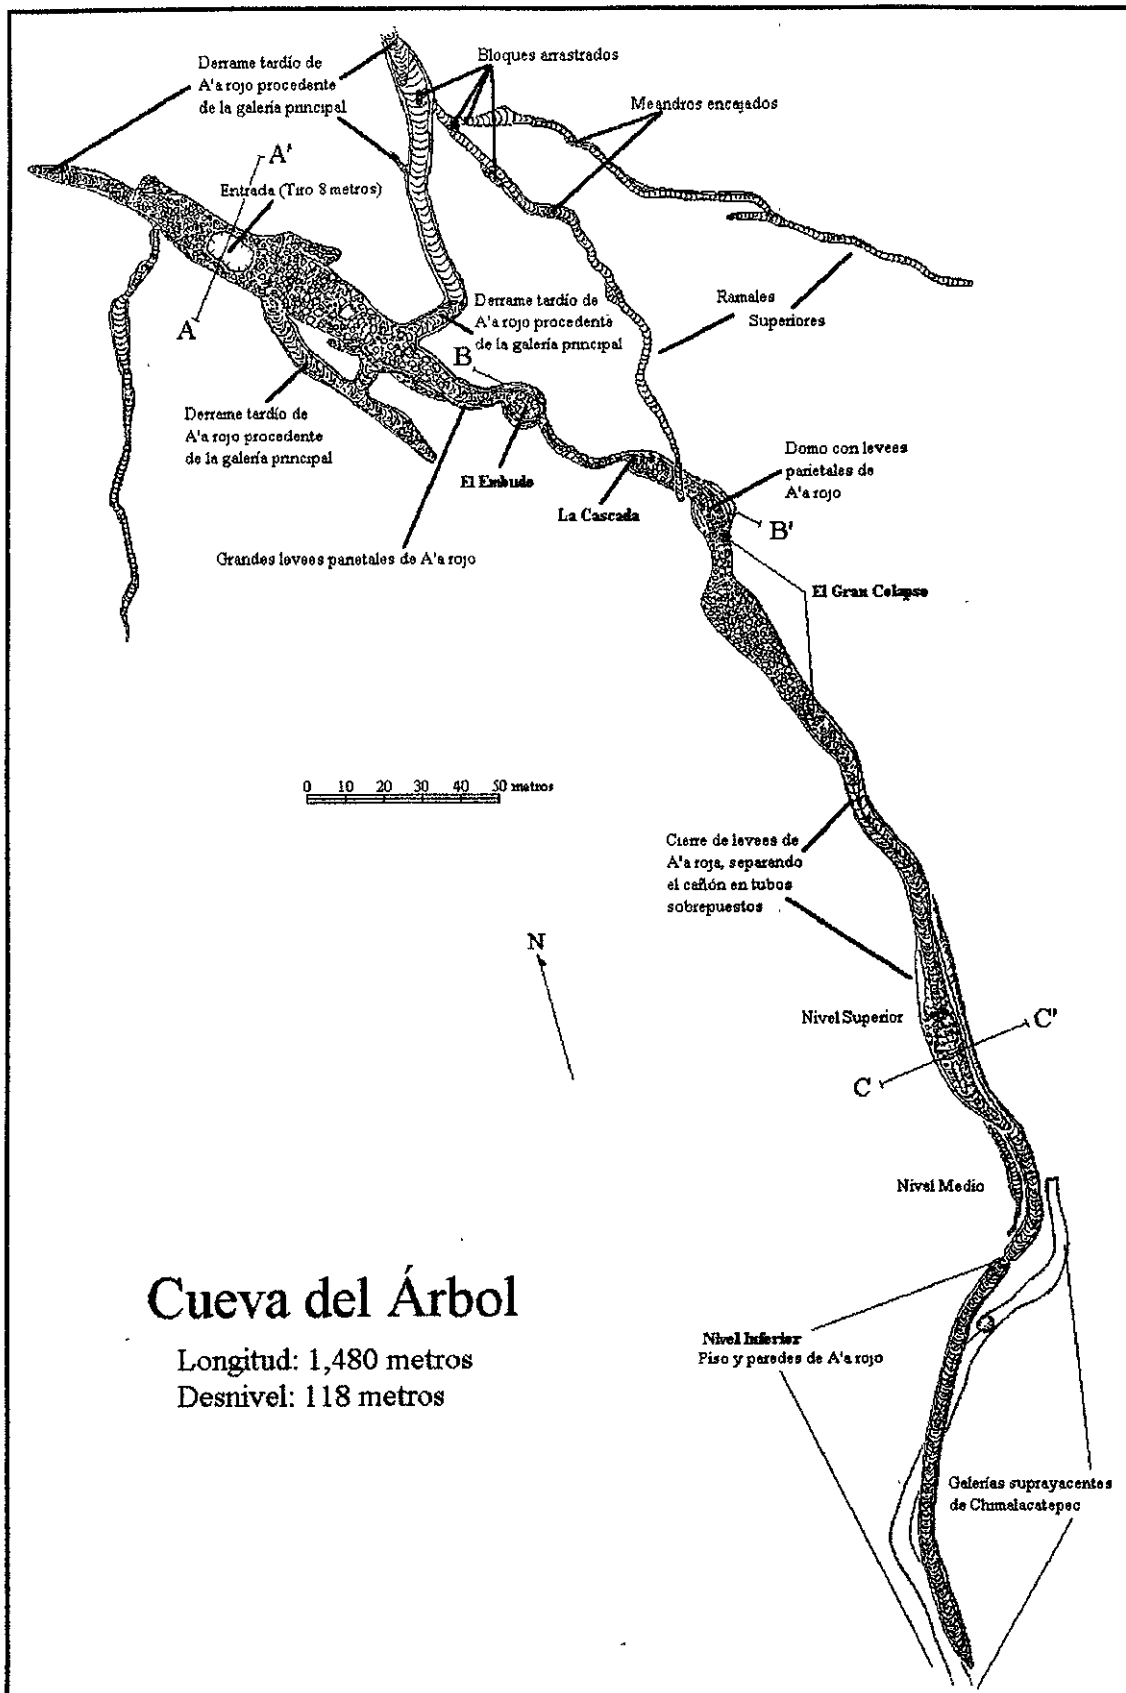 Derrame tardío de
A'a rojo procedente
de la galería principal
Bloques arrastrados
Meandros encajados
A'
Entrada (Tiro 8 metros)
A
Derrame tardío de
A'a rojo procedente
de la galería principal
B
Ramales
Superiores
Derrame tardío de
A'a rojo procedente
de la galería principal
El Embudo
La Cascada
Domo con levees
parietales de
A'a rojo
B'
Grandes levees parietales de A'a rojo
El Gran Colapso
0 10 20 30 40 50 metros
Cierre de levees de
A'a roja, separando
el cañón en tubos
sobrepuestos
N
Nivel Superior
C'
C
Nivel Medio
Cueva del Árbol
Longitud: 1,480 metros
Desnivel: 118 metros
Nivel Inferior
Piso y paredes de A'a rojo
Galerías suprayacentes
de Chimalacatepec